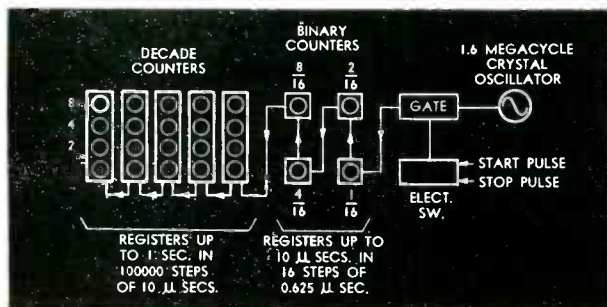 DECADE
COUNTERS
BINARY
COUNTERS
1.6 MEGACYCLE
CRYSTAL
OSCILLATOR
8
4
2
8/16
2/16
4/16
1/16
GATE
START PULSE
STOP PULSE
ELECT.
SW.
REGISTERS UP
TO 1 SEC. IN
100000 STEPS
OF 10 µ SECS.
REGISTERS UP TO
10 µ SECS. IN
16 STEPS OF
0.625 µ SEC.